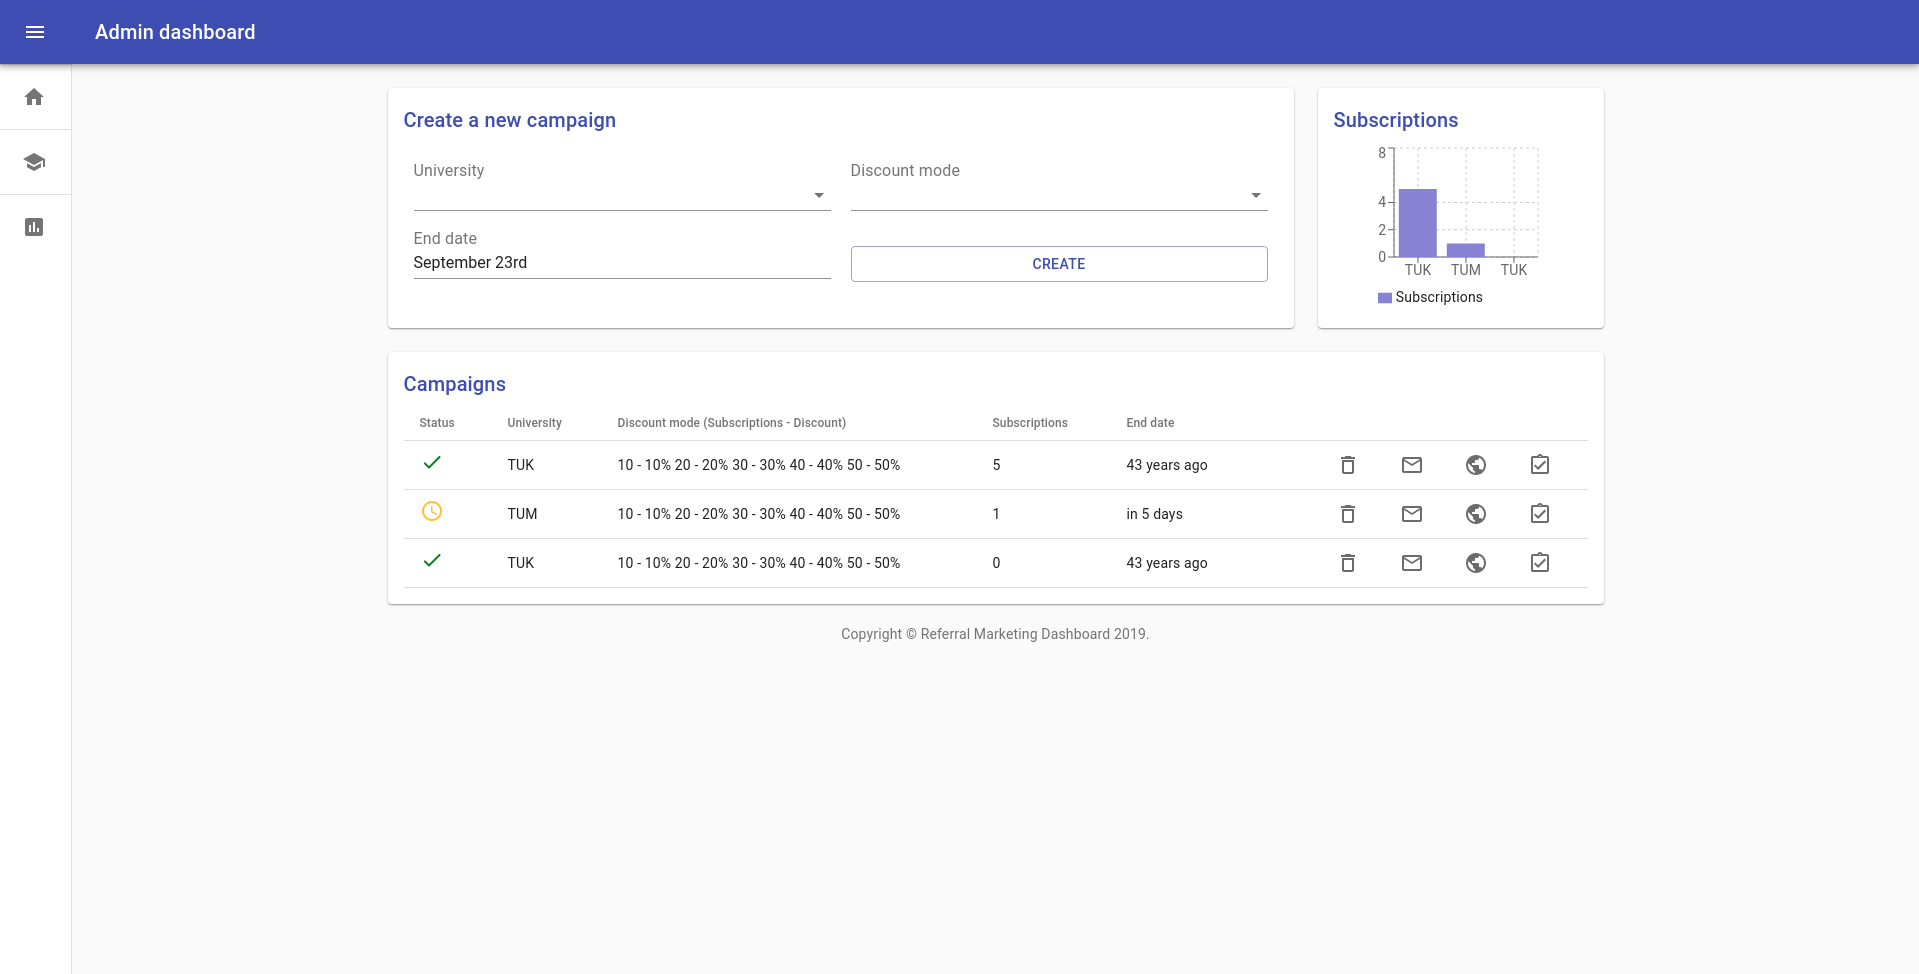 Admin dashboard
Create a new campaign
University
Discount mode
End date
September 23rd
CREATE
Subscriptions
8
4
2
0
TUK TUM TUK
Subscriptions
Campaigns
Status University Discount mode (Subscriptions - Discount) Subscriptions End date
TUK 10 - 10% 20 - 20% 30 - 30% 40 - 40% 50 - 50% 5 43 years ago
TUM 10 - 10% 20 - 20% 30 - 30% 40 - 40% 50 - 50% 1 in 5 days
TUK 10 - 10% 20 - 20% 30 - 30% 40 - 40% 50 - 50% 0 43 years ago
Copyright © Referral Marketing Dashboard 2019.